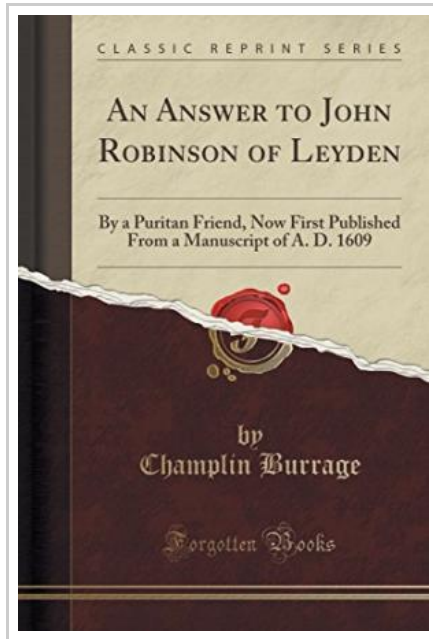 CLASSIC REPRINT SERIES
AN ANSWER TO JOHN
ROBINSON OF LEYDEN
By a Puritan Friend, Now First Published
From a Manuscript of A. D. 1609
by
Champlin Burrage
Forgotten Books